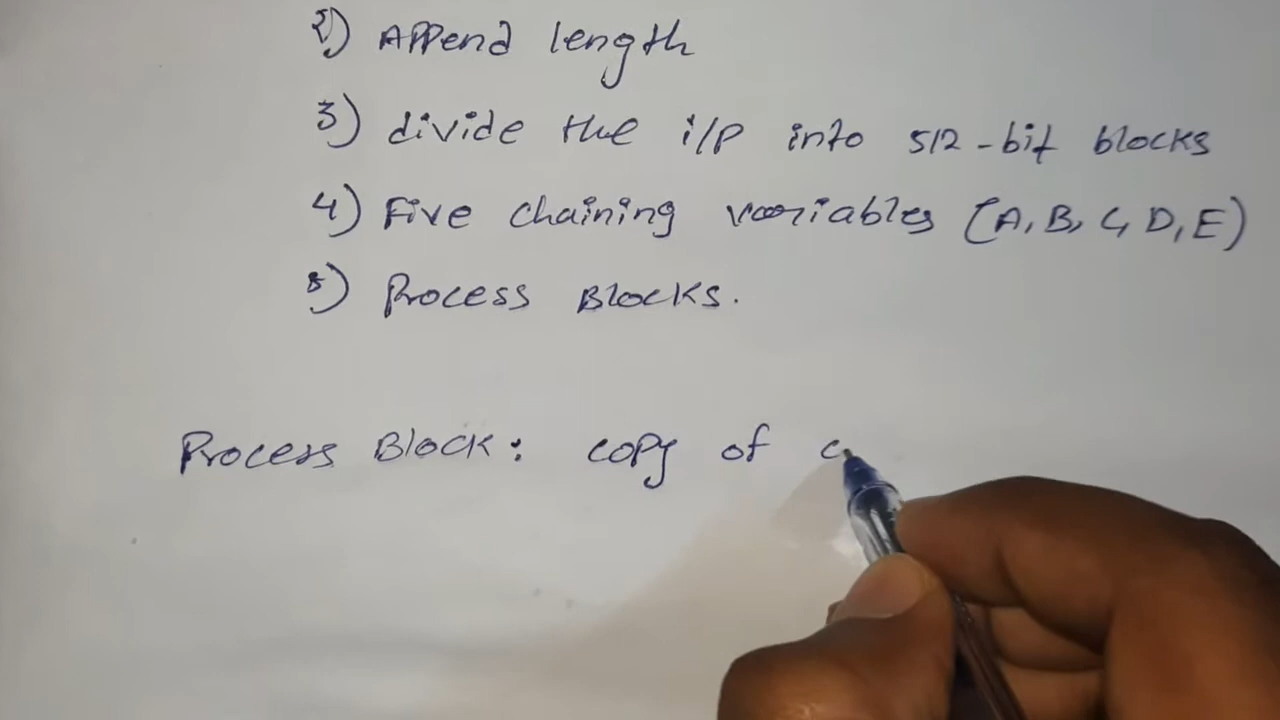 2) Append length
3) divide the i/p into 512-bit blocks
4) Five chaining variables (A, B, C, D, E)
5) Process Blocks.
Process Block: copy of c